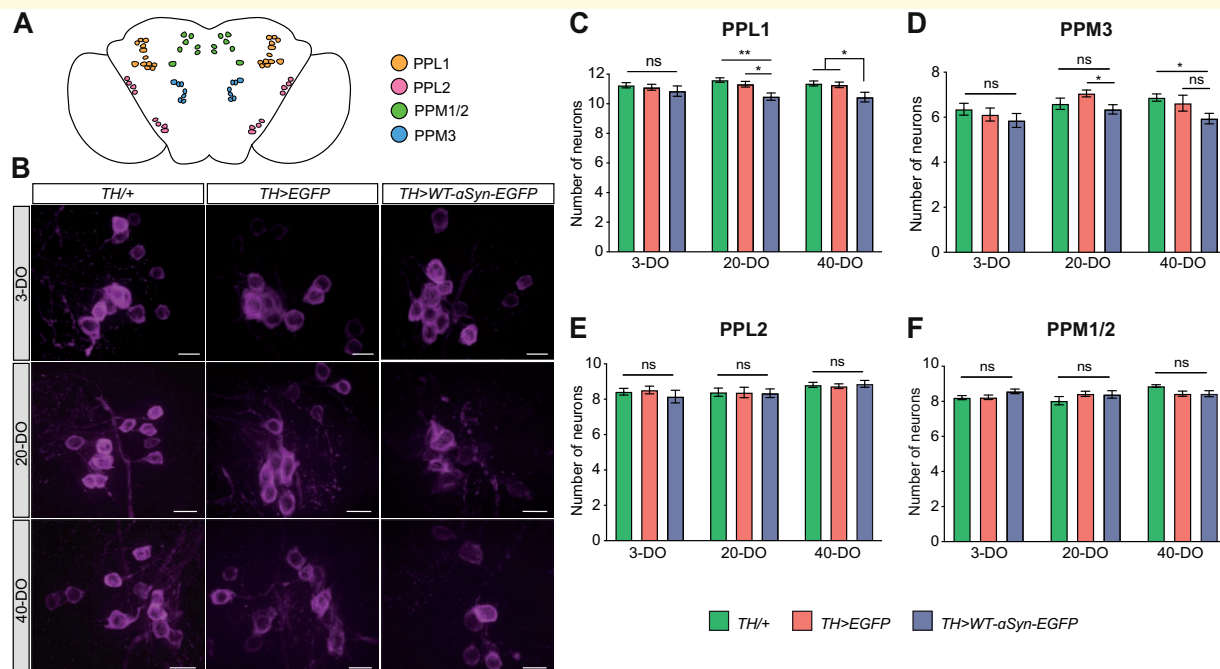 A
PPL1
PPL2
PPM1/2
PPM3
B
TH/+
TH>EGFP
TH>WT-αSyn-EGFP
3-DO
20-DO
40-DO
C
PPL1
Number of neurons
12
10
8
6
4
2
0
ns
**
*
*
3-DO
20-DO
40-DO
D
PPM3
Number of neurons
8
6
4
2
0
ns
ns
*
*
ns
3-DO
20-DO
40-DO
E
PPL2
Number of neurons
10
8
6
4
2
0
ns
ns
ns
3-DO
20-DO
40-DO
F
PPM1/2
Number of neurons
10
8
6
4
2
0
ns
ns
ns
3-DO
20-DO
40-DO
TH/+
TH>EGFP
TH>WT-αSyn-EGFP